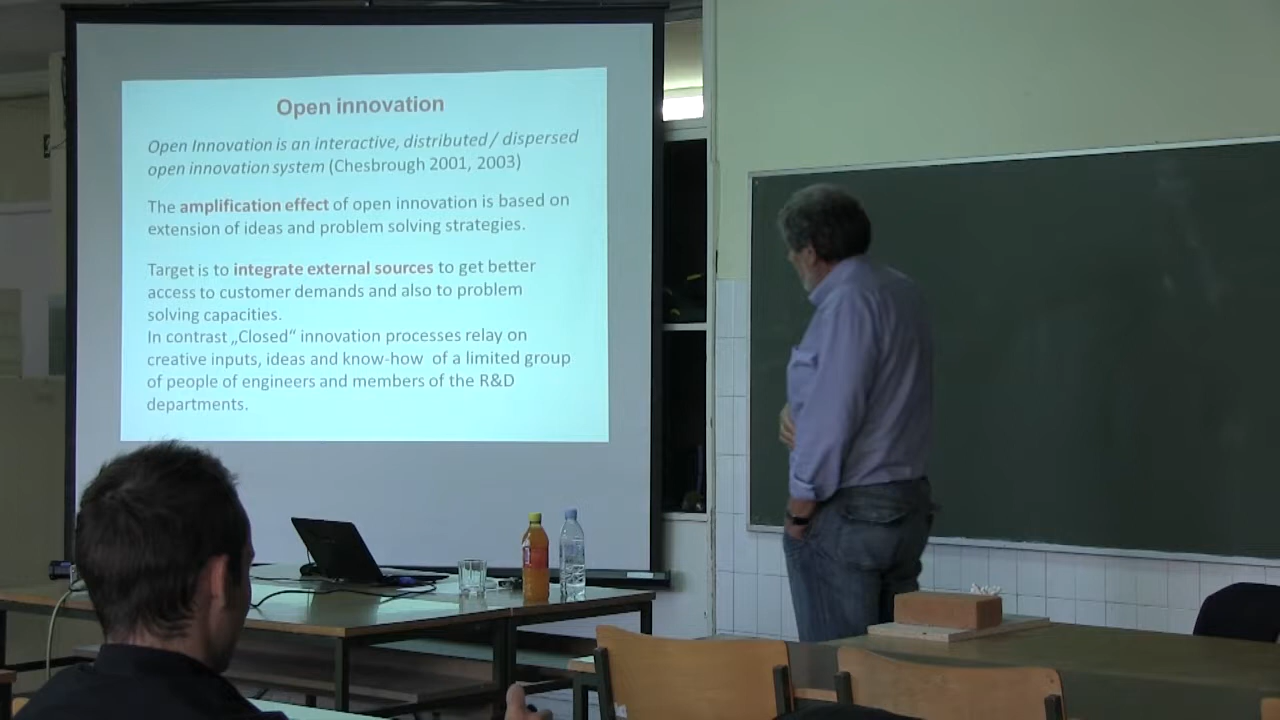 Open innovation
Open Innovation is an interactive, distributed / dispersed
open innovation system (Chesbrough 2001, 2003)
The amplification effect of open innovation is based on
extension of ideas and problem solving strategies.
Target is to integrate external sources to get better
access to customer demands and also to problem
solving capacities.
In contrast „Closed“ innovation processes relay on
creative inputs, ideas and know-how of a limited group
of people of engineers and members of the R&D
departments.